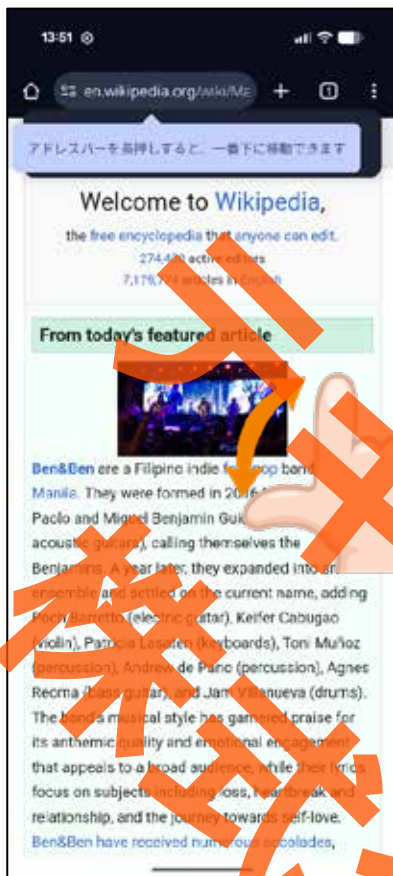 13:51
en.wikipedia.org/wiki/Ma
1
アドレスバーを長押しすると、一番下に移動できます
Welcome to Wikipedia,
the free encyclopedia that anyone can edit.
active editors
articles in English
From today's featured article
Ben&Ben are a Filipino indie band
Manila. They were formed in
Paolo and Miguel Benjamin
acoustic guitars), calling themselves the
Benjamins. A year later, they expanded into an
ensemble and settled on the current name, adding
Poch Barretto (electric guitar), Keifer Cabugao
(violin), Patricia Lasaten (keyboards), Toni Muñoz
(percussion), Andrew de Pano (percussion), Agnes
Reoma (bass guitar), and Jam Villanueva (drums).
The band's musical style has garnered praise for
its anthemic quality and emotional engagement
that appeals to a broad audience, while their lyrics
focus on subjects including loss, heartbreak and
relationship, and the journey towards self-love.
Ben&Ben have received numerous accolades,